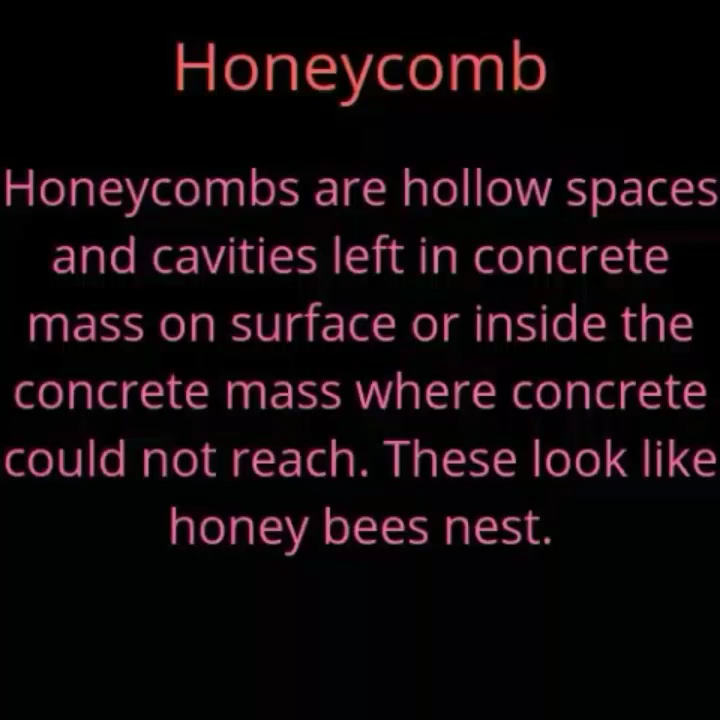 Honeycomb
Honeycombs are hollow spaces
and cavities left in concrete
mass on surface or inside the
concrete mass where concrete
could not reach. These look like
honey bees nest.